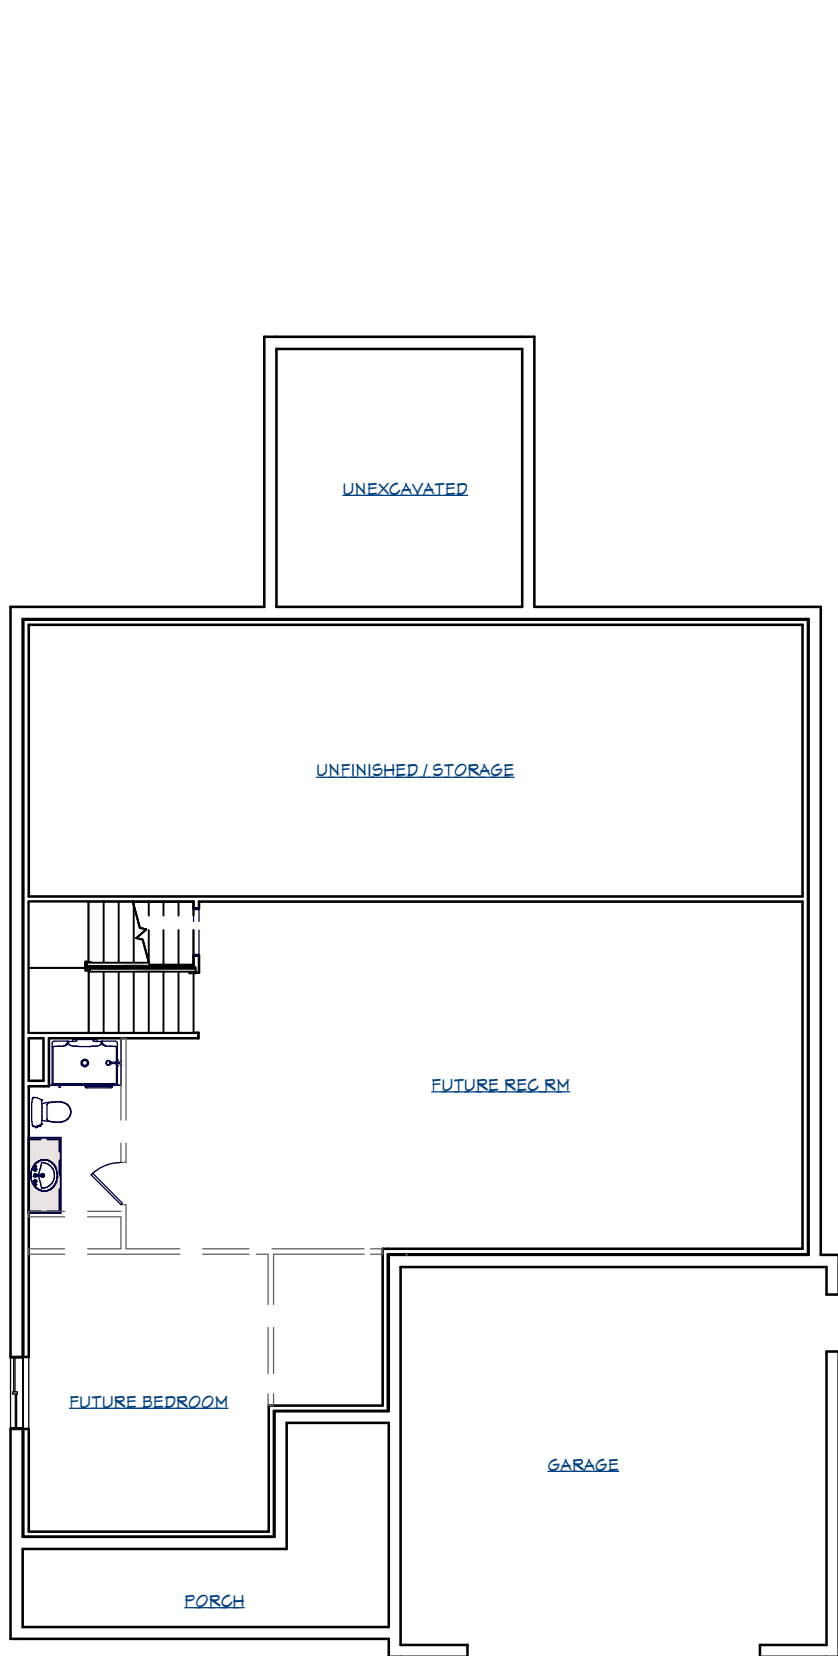 UNEXCAVATED
UNFINISHED / STORAGE
FUTURE REC RM
FUTURE BEDROOM
GARAGE
PORCH